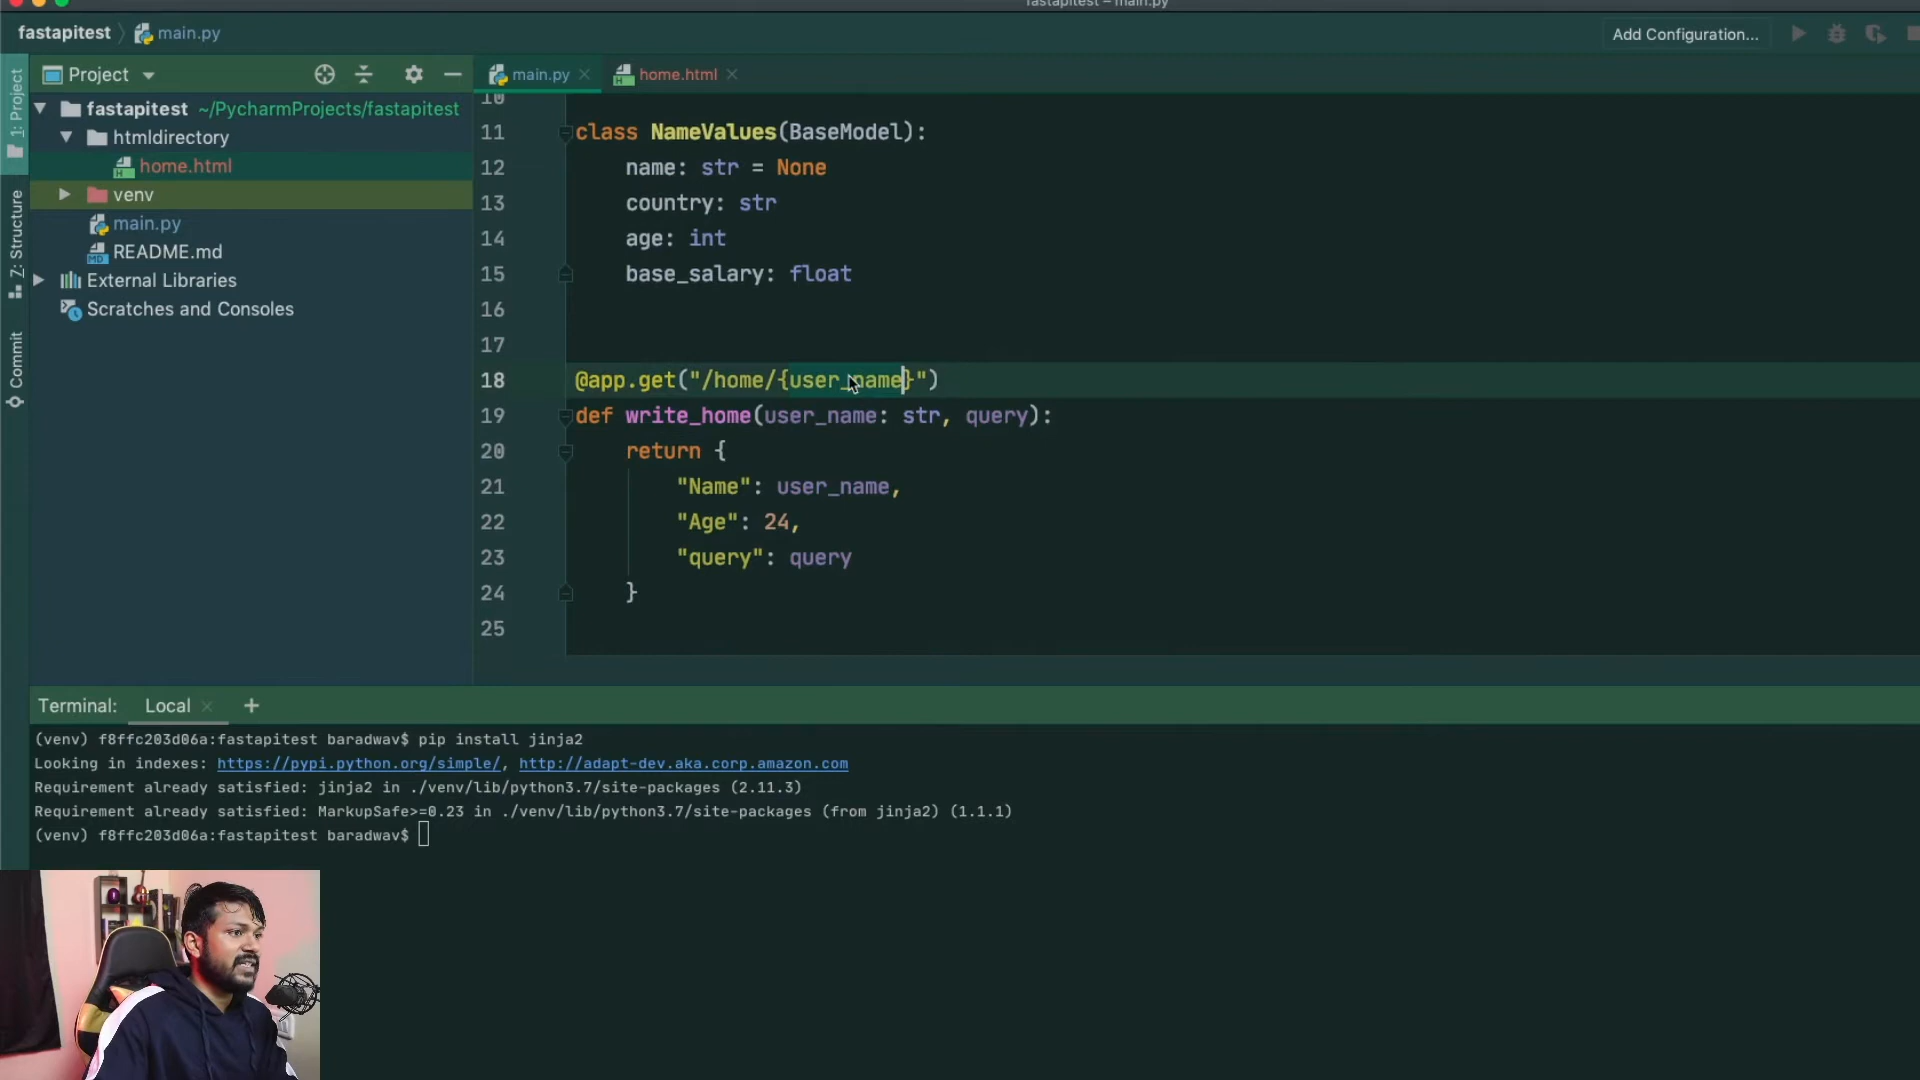 fastapitest – main.py
fastapitest main.py
Add Configuration...
1: Project
7: Structure
Commit
Project
fastapitest ~/PycharmProjects/fastapitest
htmldirectory
home.html
venv
main.py
README.md
External Libraries
Scratches and Consoles
main.py home.html
10
11 class NameValues(BaseModel):
12 name: str = None
13 country: str
14 age: int
15 base_salary: float
16
17
18 @app.get("/home/{user_name}")
19 def write_home(user_name: str, query):
20 return {
21 "Name": user_name,
22 "Age": 24,
23 "query": query
24 }
25
Terminal: Local +
(venv) f8ffc203d06a:fastapitest baradwav$ pip install jinja2
Looking in indexes: https://pypi.python.org/simple/, http://adapt-dev.aka.corp.amazon.com
Requirement already satisfied: jinja2 in ./venv/lib/python3.7/site-packages (2.11.3)
Requirement already satisfied: MarkupSafe>=0.23 in ./venv/lib/python3.7/site-packages (from jinja2) (1.1.1)
(venv) f8ffc203d06a:fastapitest baradwav$